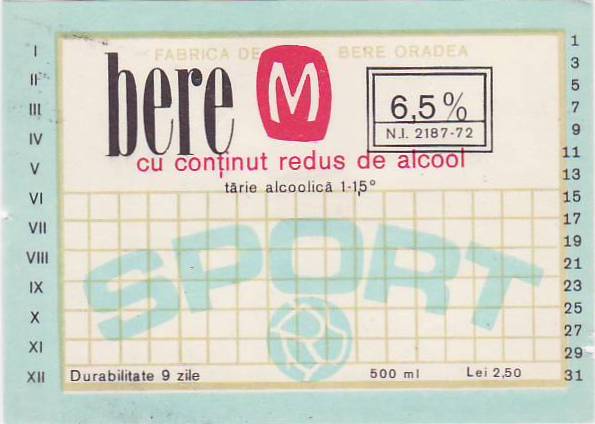 FABRICA DE BERE ORADEA
bere M
6,5%
N.I. 2187-72
cu conținut redus de alcool
tărie alcoolică 1-1,5°
SPORT
Durabilitate 9 zile
500 ml
Lei 2,50
I
II
III
IV
V
VI
VII
VIII
IX
X
XI
XII
1
3
5
7
9
11
13
15
17
19
21
23
25
27
29
31